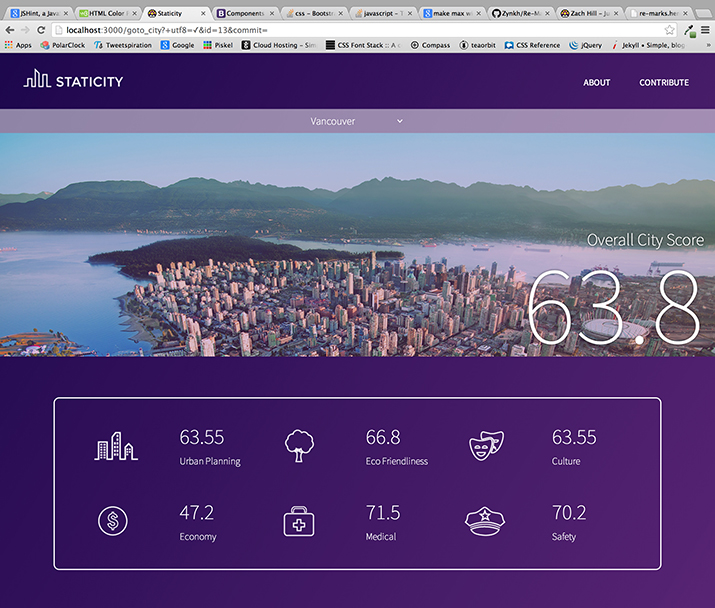 JSHint, a Java
HTML Color
Staticity
Components
css - Bootstr
javascript - T
make max wi
Zynkh/Re-M
Zach Hill - Ju
re-marks.her
localhost:3000/goto_city?+utf8=✓&id=13&commit=
Apps PolarClock Tweetspiration utf8 Google Piskel Cloud Hosting - Sim CSS Font Stack :: A c Compass teaorbit CSS Reference jQuery Jekyll • Simple, blog
STATICITY ABOUT CONTRIBUTE
Vancouver
Overall City Score
63.8
63.55 66.8 63.55
Urban Planning Eco Friendliness Culture
47.2 71.5 70.2
Economy Medical Safety